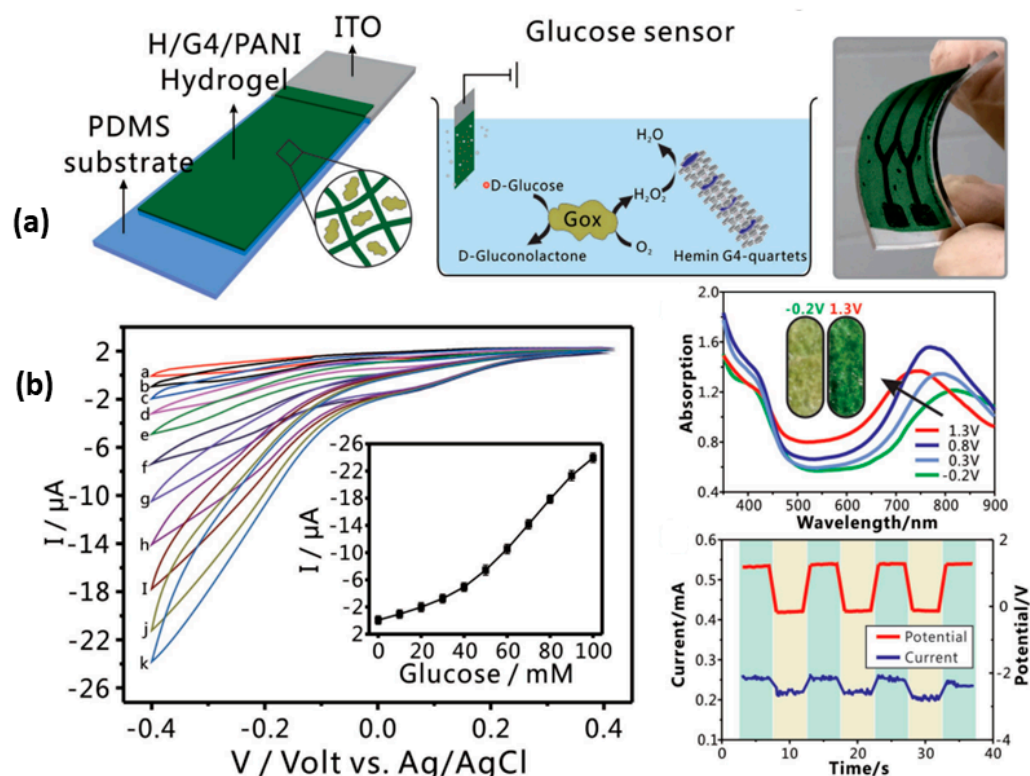 (a)
ITO
H/G4/PANI
Hydrogel
PDMS
substrate
Glucose sensor
D-Glucose
Gox
D-Gluconolactone
H₂O
H₂O₂
O₂
Hemin G4-quartets
(b)
2
-2
-6
-10
-14
-18
-22
-26
I / µA
a
b
c
d
e
f
g
h
I
j
k
-0.4
-0.2
0.0
0.2
0.4
V / Volt vs. Ag/AgCl
-26
-22
-18
-14
-10
-6
-2
2
I / µA
0 20 40 60 80 100
Glucose / mM
2.0
1.6
1.2
0.8
0.4
Absorption
-0.2V 1.3V
1.3V
0.8V
0.3V
-0.2V
400 500 600 700 800 900
Wavelength/nm
0.6
0.5
0.4
0.3
0.2
0.1
Current/mA
2
0
-2
-4
Potential/V
Potential
Current
0 10 20 30 40
Time/s